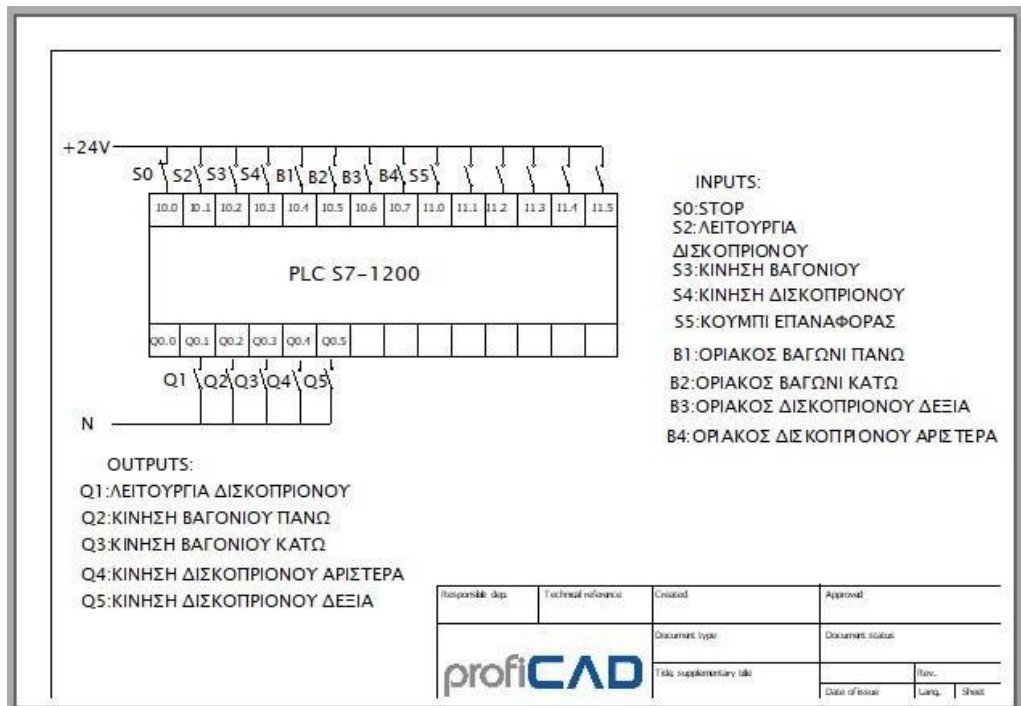 +24V
S0 S2 S3 S4 B1 B2 B3 B4 S5
I0.0 I0.1 I0.2 I0.3 I0.4 I0.5 I0.6 I0.7 I1.0 I1.1 I1.2 I1.3 I1.4 I1.5
PLC S7-1200
Q0.0 Q0.1 Q0.2 Q0.3 Q0.4 Q0.5
Q1 Q2 Q3 Q4 Q5
N
INPUTS:
S0:STOP
S2:ΛΕΙΤΟΥΡΓΙΑ
ΔΙΣΚΟΠΡΙΟΝΟΥ
S3:ΚΙΝΗΣΗ ΒΑΓΟΝΙΟΥ
S4:ΚΙΝΗΣΗ ΔΙΣΚΟΠΡΙΟΝΟΥ
S5:ΚΟΥΜΠΙ ΕΠΑΝΑΦΟΡΑΣ
B1:ΟΡΙΑΚΟΣ ΒΑΓΩΝΙ ΠΑΝΩ
B2:ΟΡΙΑΚΟΣ ΒΑΓΩΝΙ ΚΑΤΩ
B3:ΟΡΙΑΚΟΣ ΔΙΣΚΟΠΡΙΟΝΟΥ ΔΕΞΙΑ
B4:ΟΡΙΑΚΟΣ ΔΙΣΚΟΠΡΙΟΝΟΥ ΑΡΙΣΤΕΡΑ
OUTPUTS:
Q1:ΛΕΙΤΟΥΡΓΙΑ ΔΙΣΚΟΠΡΙΟΝΟΥ
Q2:ΚΙΝΗΣΗ ΒΑΓΟΝΙΟΥ ΠΑΝΩ
Q3:ΚΙΝΗΣΗ ΒΑΓΟΝΙΟΥ ΚΑΤΩ
Q4:ΚΙΝΗΣΗ ΔΙΣΚΟΠΡΙΟΝΟΥ ΑΡΙΣΤΕΡΑ
Q5:ΚΙΝΗΣΗ ΔΙΣΚΟΠΡΙΟΝΟΥ ΔΕΞΙΑ
Responsible dep. Technical reference Created Approved
Document type Document status
profiCAD
Title, supplementary title
Rev.
Date of issue Lang. Sheet